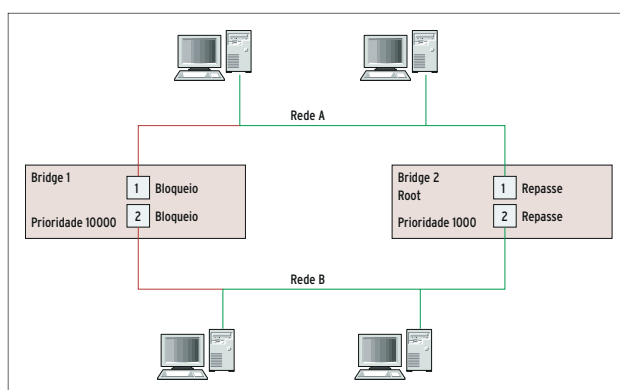 Rede A
Bridge 1
1 Bloqueio
2 Bloqueio
Prioridade 10000
Bridge 2
Root
1 Repasse
2 Repasse
Prioridade 1000
Rede B